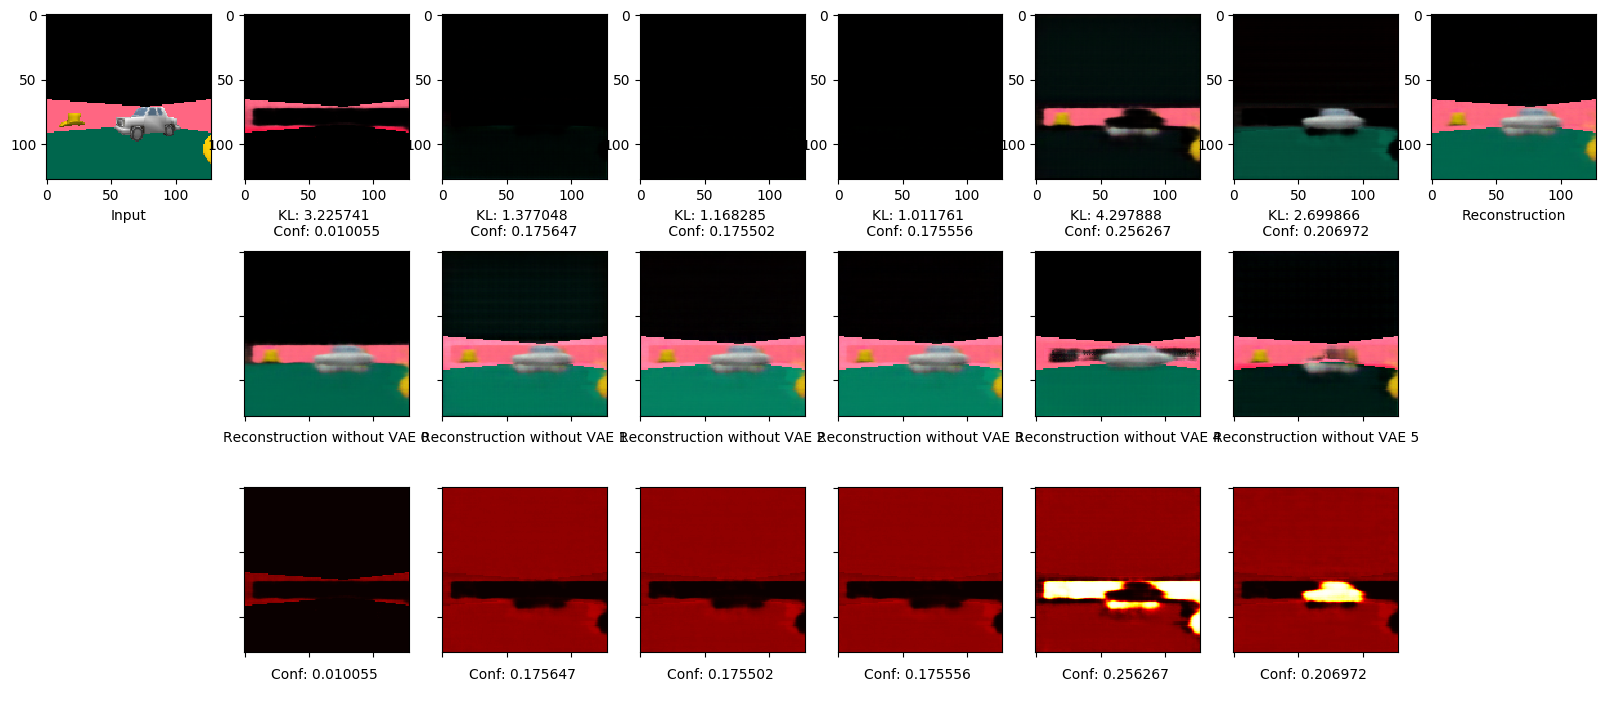 0
50
100
0
50
100
Input
0
50
100
0
50
100
KL: 3.225741
Conf: 0.010055
0
50
100
0
50
100
KL: 1.377048
Conf: 0.175647
0
50
100
0
50
100
KL: 1.168285
Conf: 0.175502
0
50
100
0
50
100
KL: 1.011761
Conf: 0.175556
0
50
100
0
50
100
KL: 4.297888
Conf: 0.256267
0
50
100
0
50
100
KL: 2.699866
Conf: 0.206972
0
50
100
0
50
100
Reconstruction
Reconstruction without VAE 0
Reconstruction without VAE 1
Reconstruction without VAE 2
Reconstruction without VAE 3
Reconstruction without VAE 4
Reconstruction without VAE 5
Conf: 0.010055
Conf: 0.175647
Conf: 0.175502
Conf: 0.175556
Conf: 0.256267
Conf: 0.206972